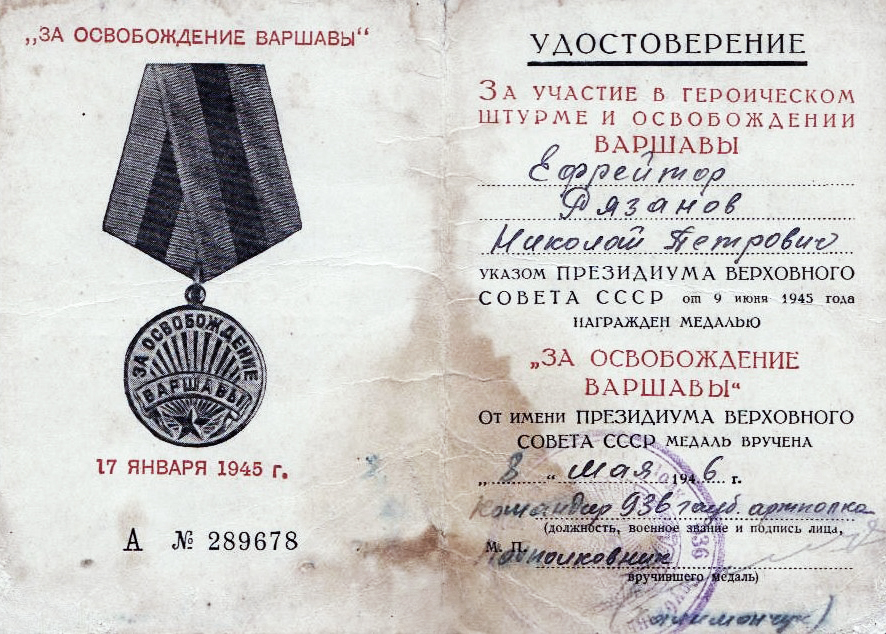 „ЗА ОСВОБОЖДЕНИЕ ВАРШАВЫ“
ЗА ОСВОБОЖДЕНИЕ
ВАРШАВЫ
17 ЯНВАРЯ 1945 г.
А № 289678
УДОСТОВЕРЕНИЕ
ЗА УЧАСТИЕ В ГЕРОИЧЕСКОМ
ШТУРМЕ И ОСВОБОЖДЕНИИ
ВАРШАВЫ
Ефрейтор
Рязанов
Николай Петрович
УКАЗОМ ПРЕЗИДИУМА ВЕРХОВНОГО
СОВЕТА СССР от 9 июня 1945 года
НАГРАЖДЕН МЕДАЛЬЮ
„ЗА ОСВОБОЖДЕНИЕ
ВАРШАВЫ“
ОТ ИМЕНИ ПРЕЗИДИУМА ВЕРХОВНОГО
СОВЕТА СССР МЕДАЛЬ ВРУЧЕНА
„8“ мая 1946 г.
Командир 936 гауб. артполка
(должность, военное звание и подпись лица,
М. П. Подполковник
вручившего медаль)
936